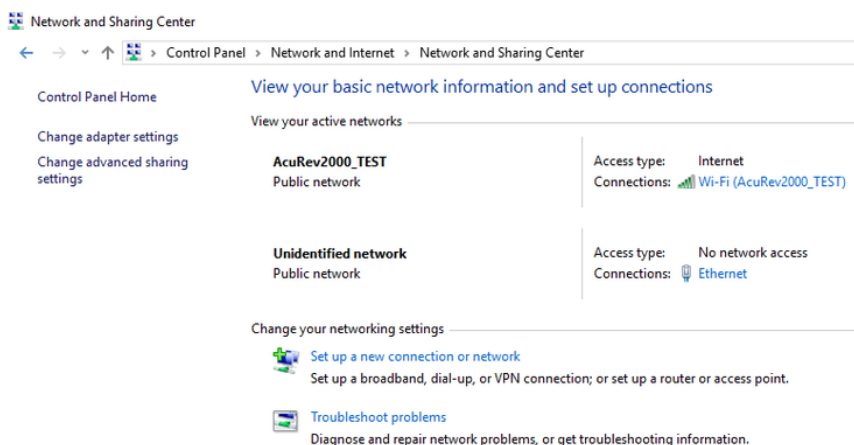 Network and Sharing Center
Control Panel > Network and Internet > Network and Sharing Center
Control Panel Home
Change adapter settings
Change advanced sharing
settings
View your basic network information and set up connections
View your active networks
AcuRev2000_TEST
Public network
Access type: Internet
Connections: Wi-Fi (AcuRev2000_TEST)
Unidentified network
Public network
Access type: No network access
Connections: Ethernet
Change your networking settings
Set up a new connection or network
Set up a broadband, dial-up, or VPN connection; or set up a router or access point.
Troubleshoot problems
Diagnose and repair network problems, or get troubleshooting information.